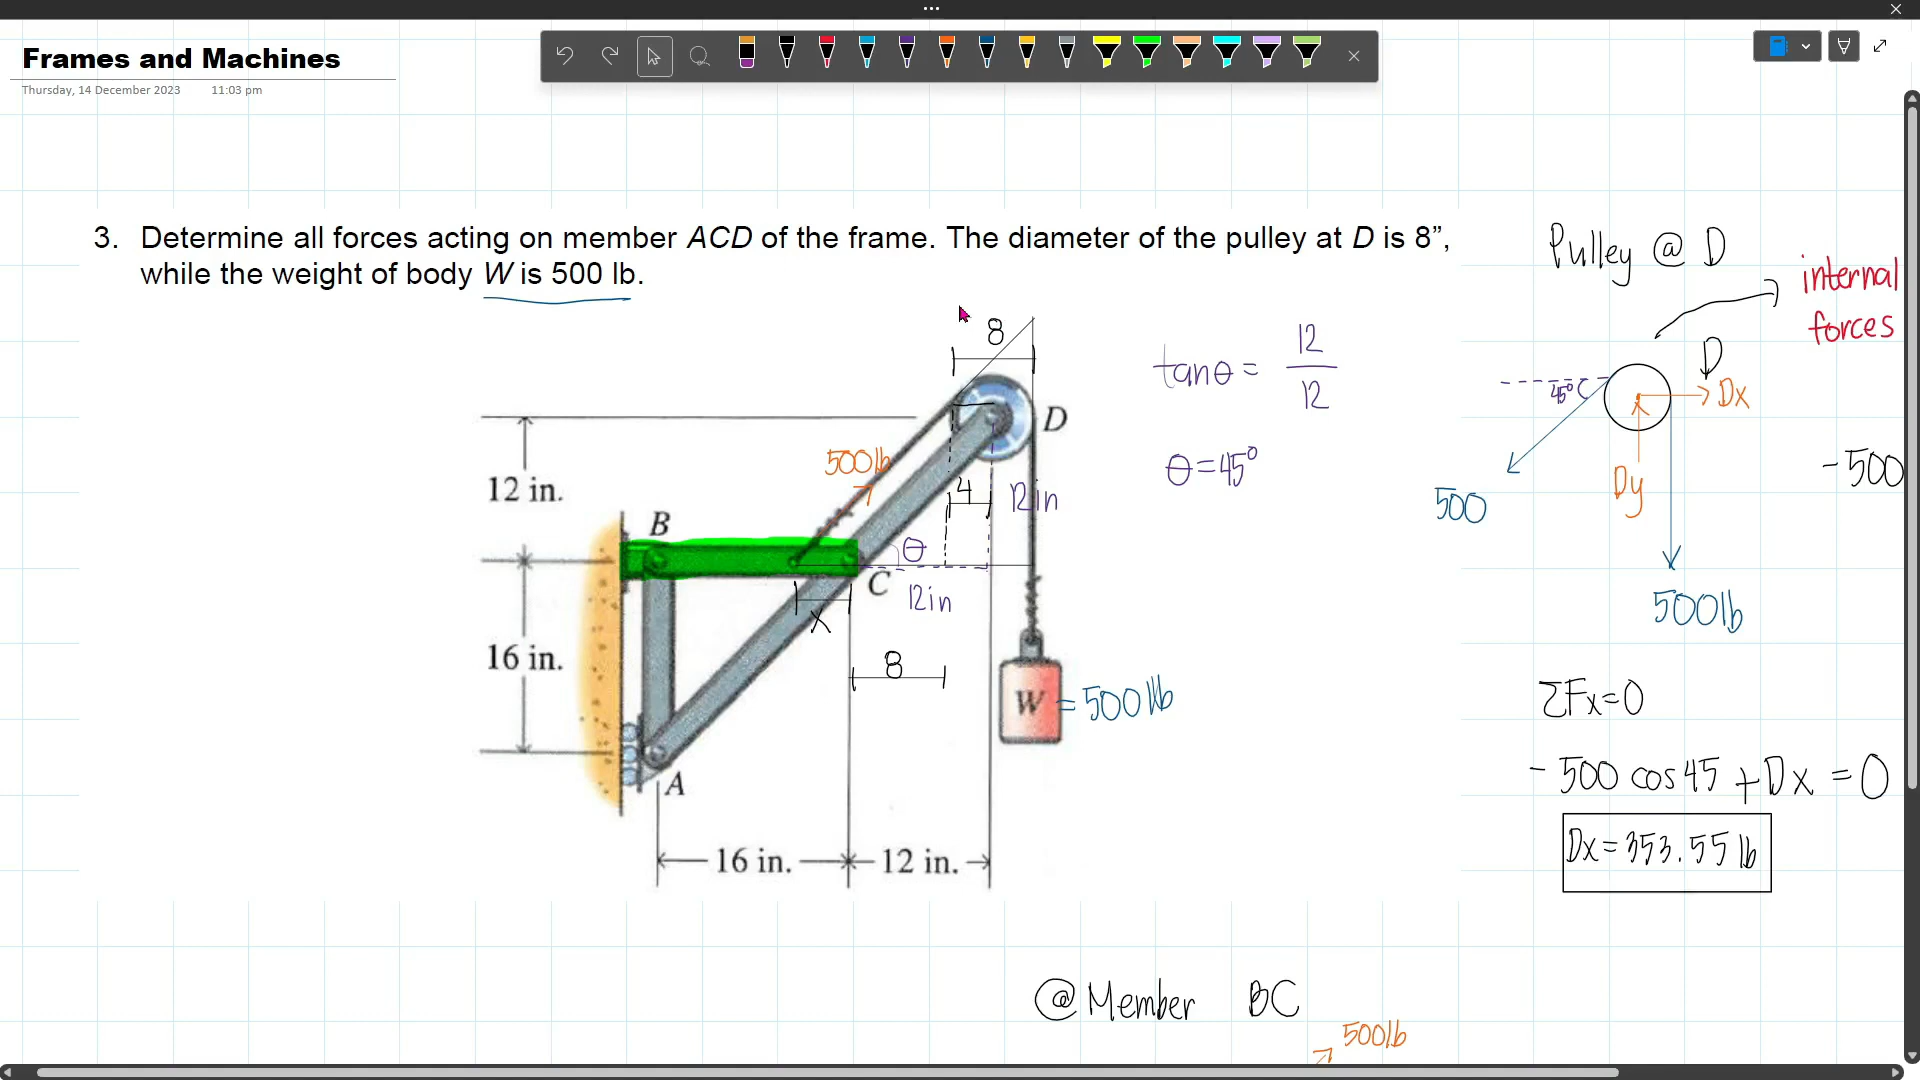 Frames and Machines
Thursday, 14 December 2023 11:03 pm
3. Determine all forces acting on member ACD of the frame. The diameter of the pulley at D is 8”,
while the weight of body W is 500 lb.
8
D
12 in.
500lb
4
12in
B
θ
C
12in
x
16 in.
8
W = 500 lb
A
16 in.
12 in.
tanθ = 12/12
θ=45°
Pulley @ D
internal
forces
D
45°
Dx
Dy
500
-500
500lb
ΣFx=0
- 500 cos45 + Dx = 0
Dx = 353.55 lb
@Member BC
500lb